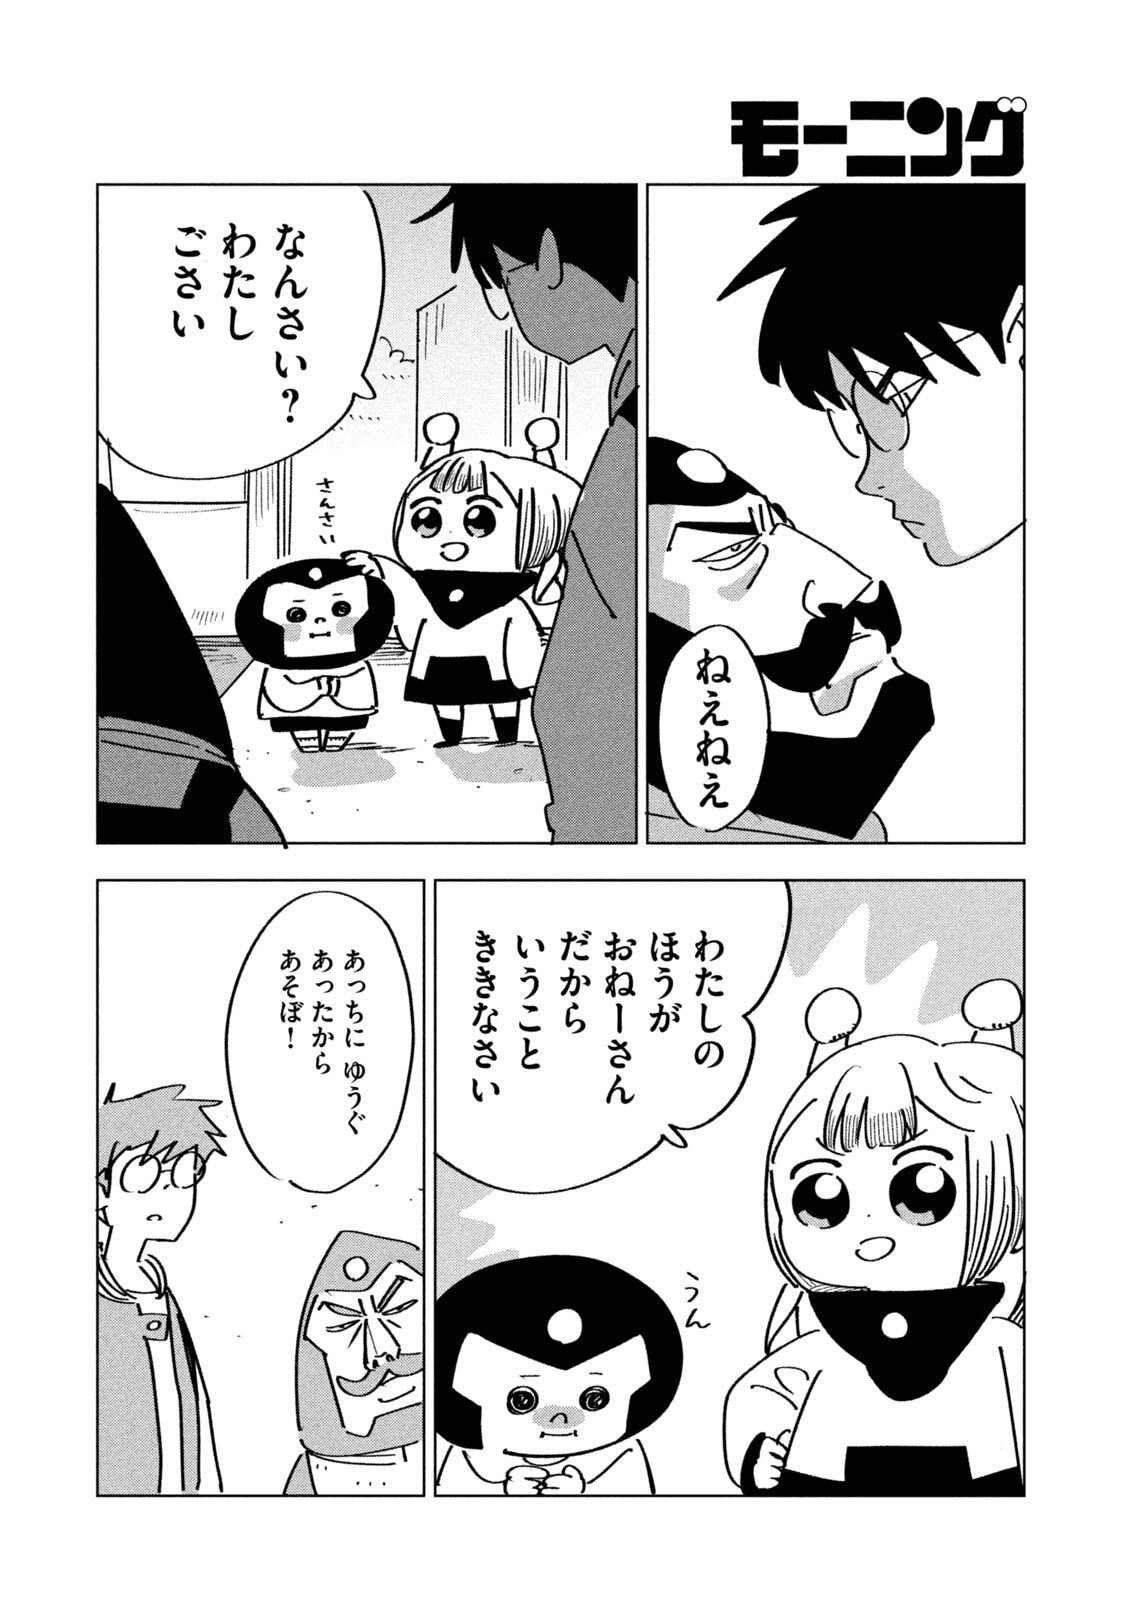 モーニング
ねえねえ
なんさい?
わたし
ごさい
さんさい
わたしの
ほうが
おねーさん
だから
いうこと
ききなさい
うん
あっちに ゆうぐ
あったから
あそぼ!